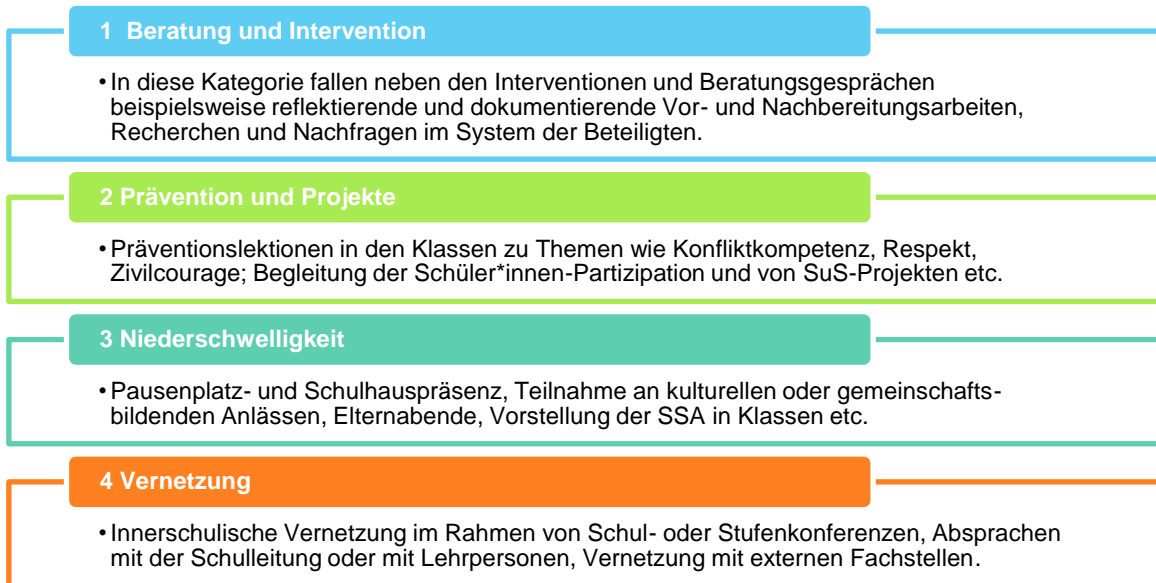 1 Beratung und Intervention
• In diese Kategorie fallen neben den Interventionen und Beratungsgesprächen
beispielsweise reflektierende und dokumentierende Vor- und Nachbereitungsarbeiten,
Recherchen und Nachfragen im System der Beteiligten.
2 Prävention und Projekte
• Präventionslektionen in den Klassen zu Themen wie Konfliktkompetenz, Respekt,
Zivilcourage; Begleitung der Schüler*innen-Partizipation und von SuS-Projekten etc.
3 Niederschwelligkeit
• Pausenplatz- und Schulhauspräsenz, Teilnahme an kulturellen oder gemeinschafts-
bildenden Anlässen, Elternabende, Vorstellung der SSA in Klassen etc.
4 Vernetzung
• Innerschulische Vernetzung im Rahmen von Schul- oder Stufenkonferenzen, Absprachen
mit der Schulleitung oder mit Lehrpersonen, Vernetzung mit externen Fachstellen.